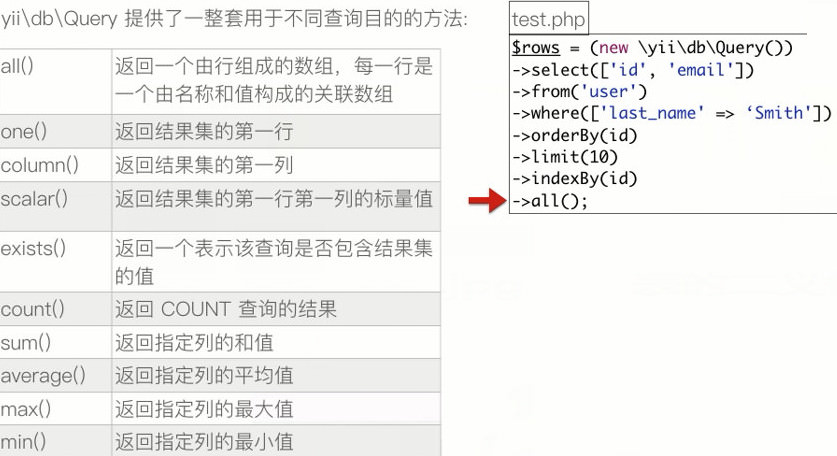 yii\db\Query 提供了一整套用于不同查询目的的方法:
all() 返回一个由行组成的数组，每一行是
一个由名称和值构成的关联数组
one() 返回结果集的第一行
column() 返回结果集的第一列
scalar() 返回结果集的第一行第一列的标量值
exists() 返回一个表示该查询是否包含结果集
的值
count() 返回 COUNT 查询的结果
sum() 返回指定列的和值
average() 返回指定列的平均值
max() 返回指定列的最大值
min() 返回指定列的最小值
test.php
$rows = (new \yii\db\Query())
->select(['id', 'email'])
->from('user')
->where(['last_name' => ‘Smith'])
->orderBy(id)
->limit(10)
->indexBy(id)
->all();